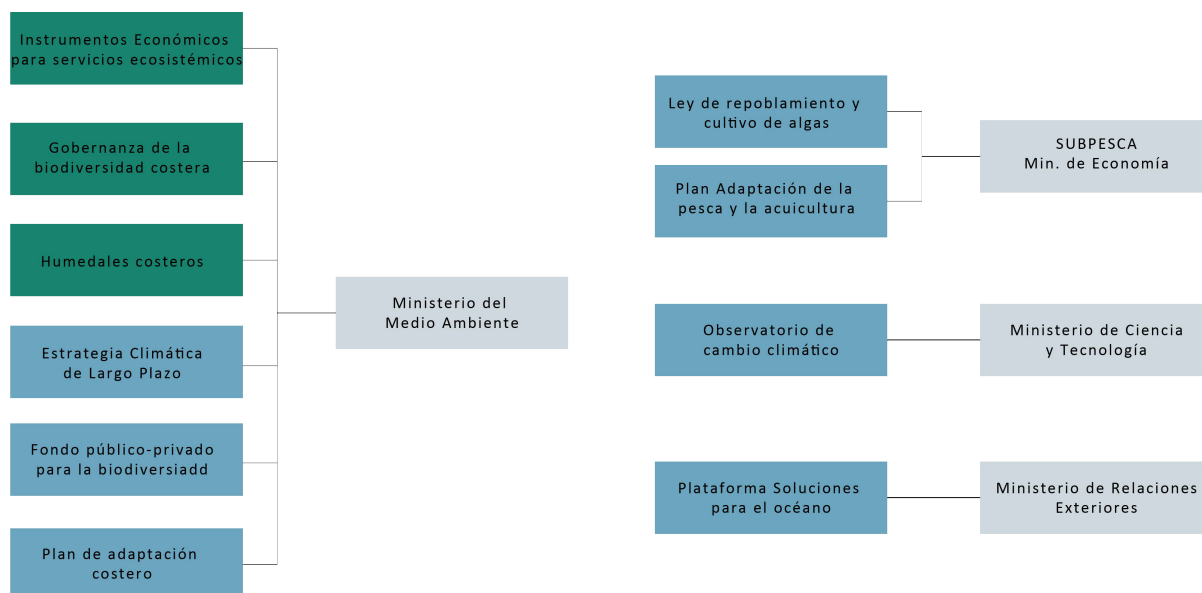 Instrumentos Económicos
para servicios ecosistémicos
Gobernanza de la
biodiversidad costera
Humedales costeros
Estrategia Climática
de Largo Plazo
Fondo público-privado
para la biodiversiadd
Plan de adaptación
costero
Ministerio del
Medio Ambiente
Ley de repoblamiento y
cultivo de algas
Plan Adaptación de la
pesca y la acuicultura
SUBPESCA
Min. de Economía
Observatorio de
cambio climático
Ministerio de Ciencia
y Tecnología
Plataforma Soluciones
para el océano
Ministerio de Relaciones
Exteriores